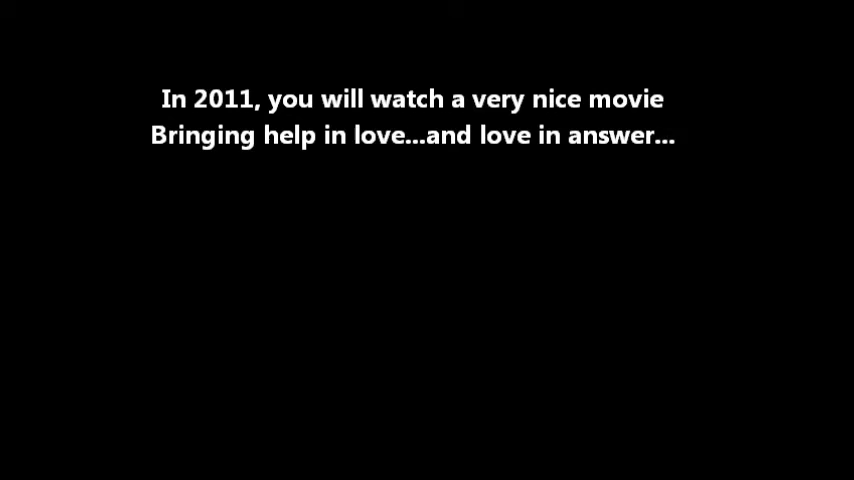 In 2011, you will watch a very nice movie
Bringing help in love...and love in answer...